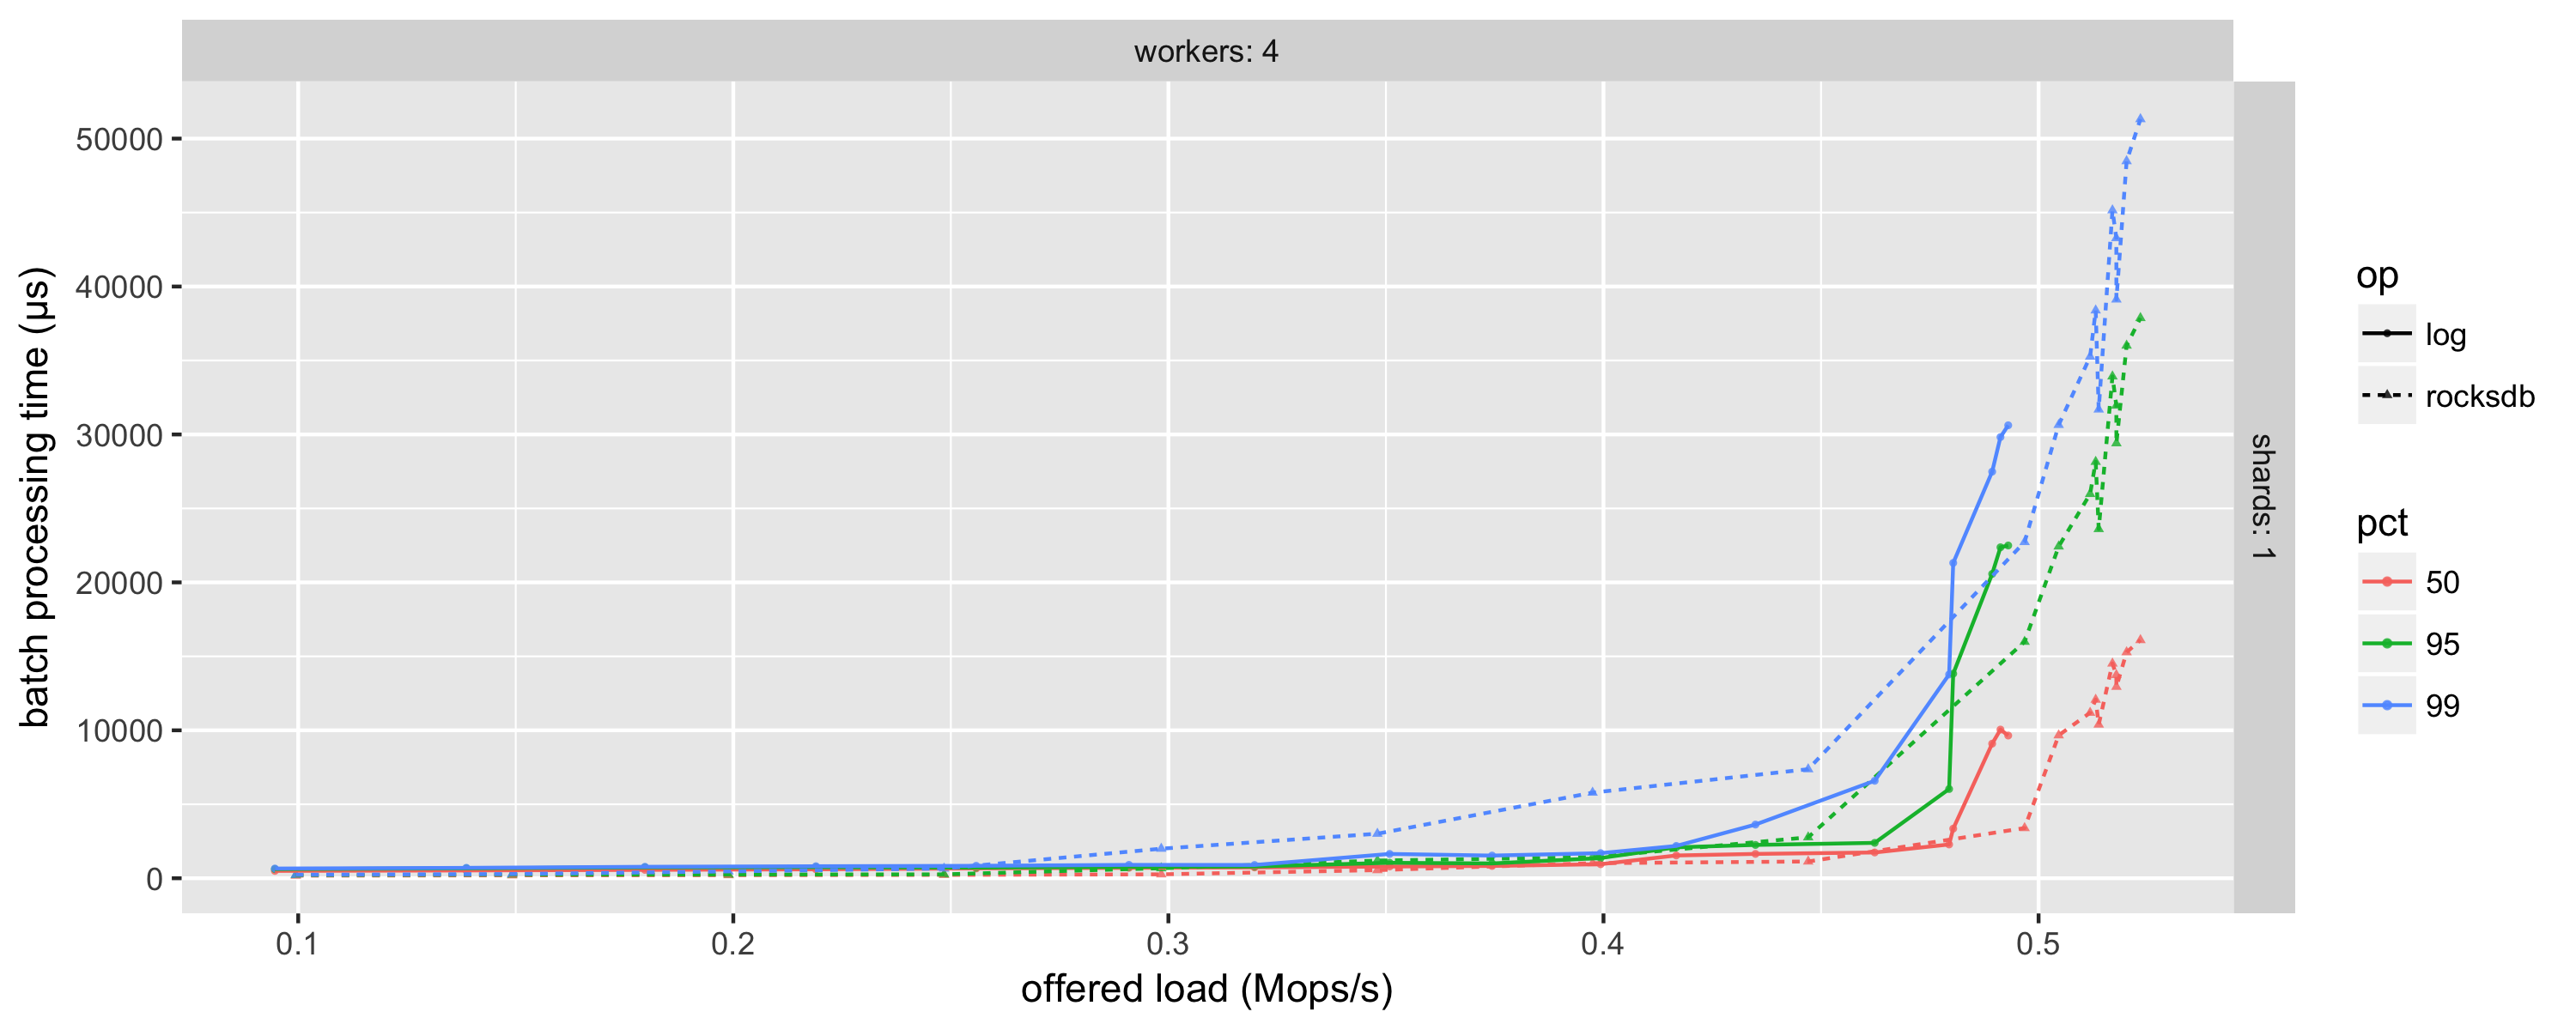 workers: 4
batch processing time (µs)
50000
40000
30000
20000
10000
0
0.1 0.2 0.3 0.4 0.5
offered load (Mops/s)
shards: 1
op
log
rocksdb
pct
50
95
99